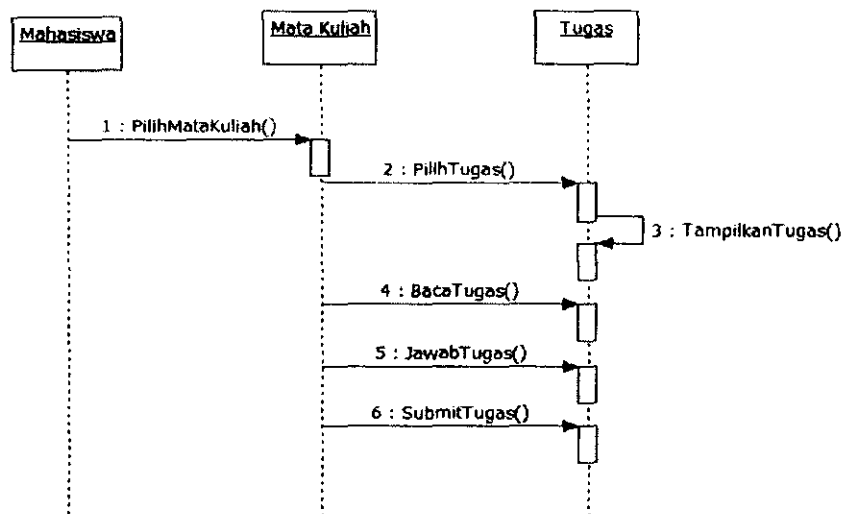 Mahasiswa
Mata Kuliah
Tugas
1 : PilihMataKuliah()
2 : PilihTugas()
3 : TampilkanTugas()
4 : BacaTugas()
5 : JawabTugas()
6 : SubmitTugas()